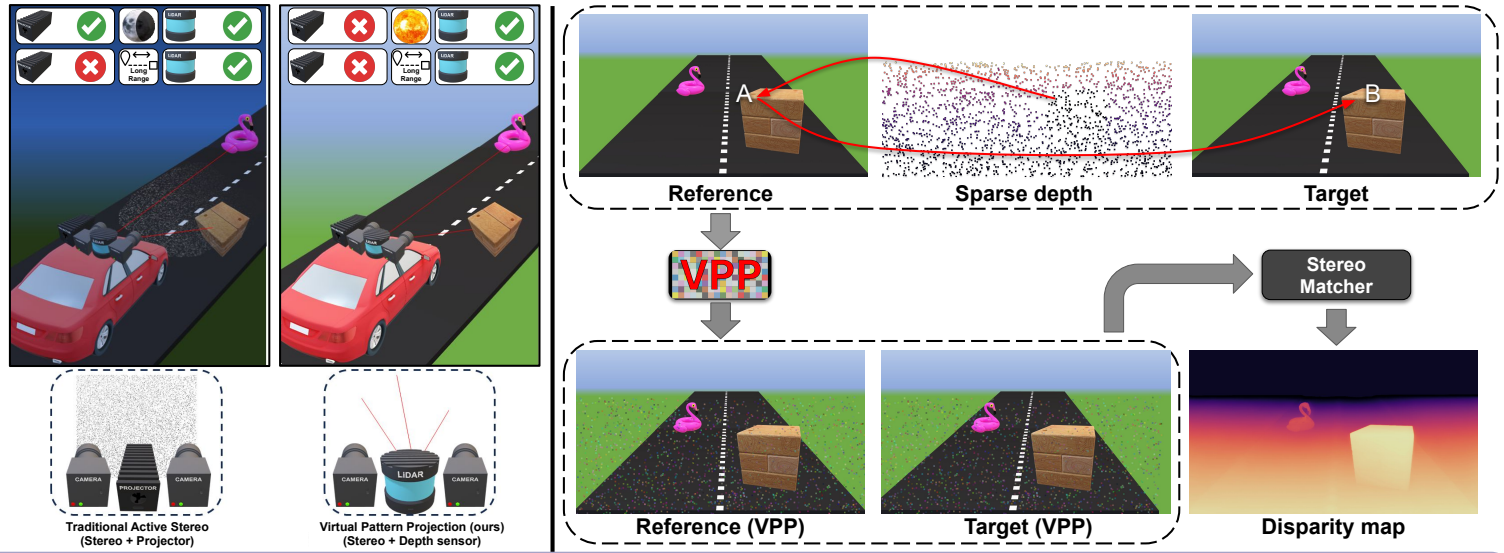 LiDAR
Long
Range
LiDAR
LiDAR
Long
Range
LiDAR
LiDAR
LiDAR
CAMERA
PROJECTOR
CAMERA
CAMERA
LiDAR
CAMERA
Traditional Active Stereo
(Stereo + Projector)
Virtual Pattern Projection (ours)
(Stereo + Depth sensor)
A
B
Reference
Sparse depth
Target
VPP
Stereo
Matcher
Reference (VPP)
Target (VPP)
Disparity map